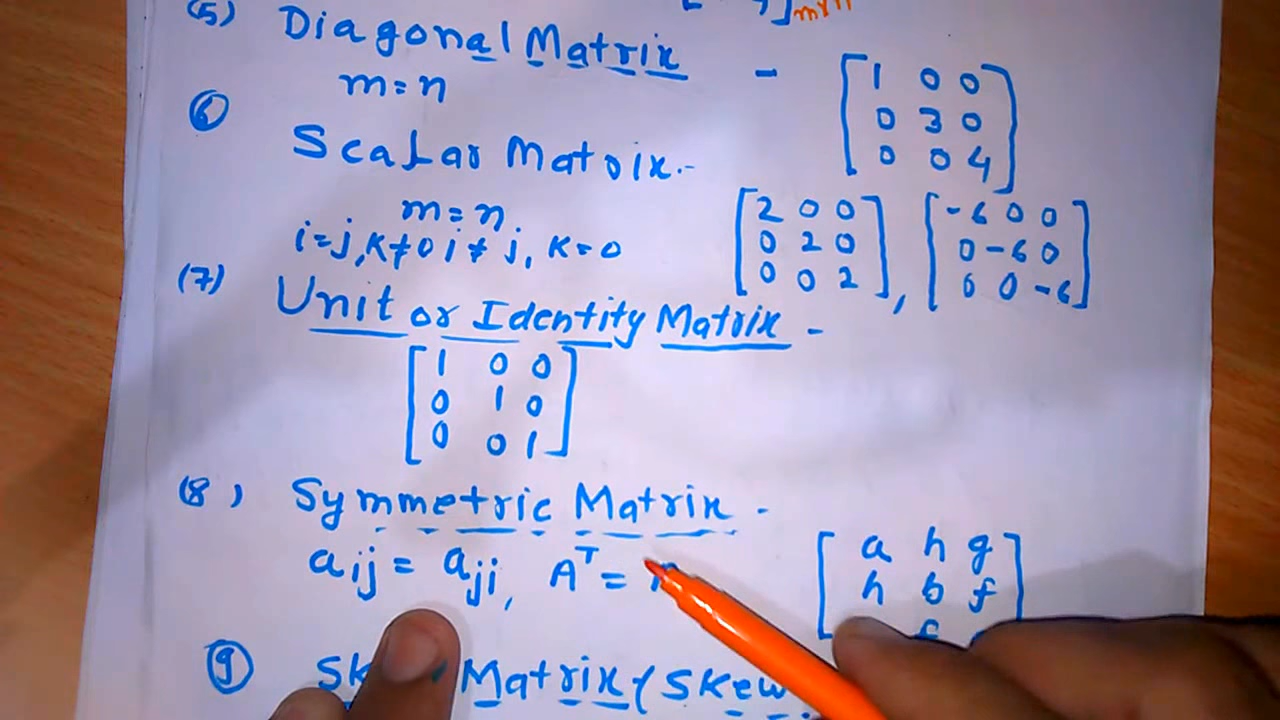 (5) Diagonal Matrix -
m=n
[1 0 0
0 3 0
0 0 4]
(6) Scalar Matrix.-
m=n
i=j, K≠0 i≠j, K=0
[2 0 0
0 2 0
0 0 2],
[-6 0 0
0 -6 0
0 0 -6]
(7) Unit or Identity Matrix -
[1 0 0
0 1 0
0 0 1]
(8) Symmetric Matrix -
aij = aji, Aᵀ =
[a h g
h b f
f
(9) Matrix (Skew